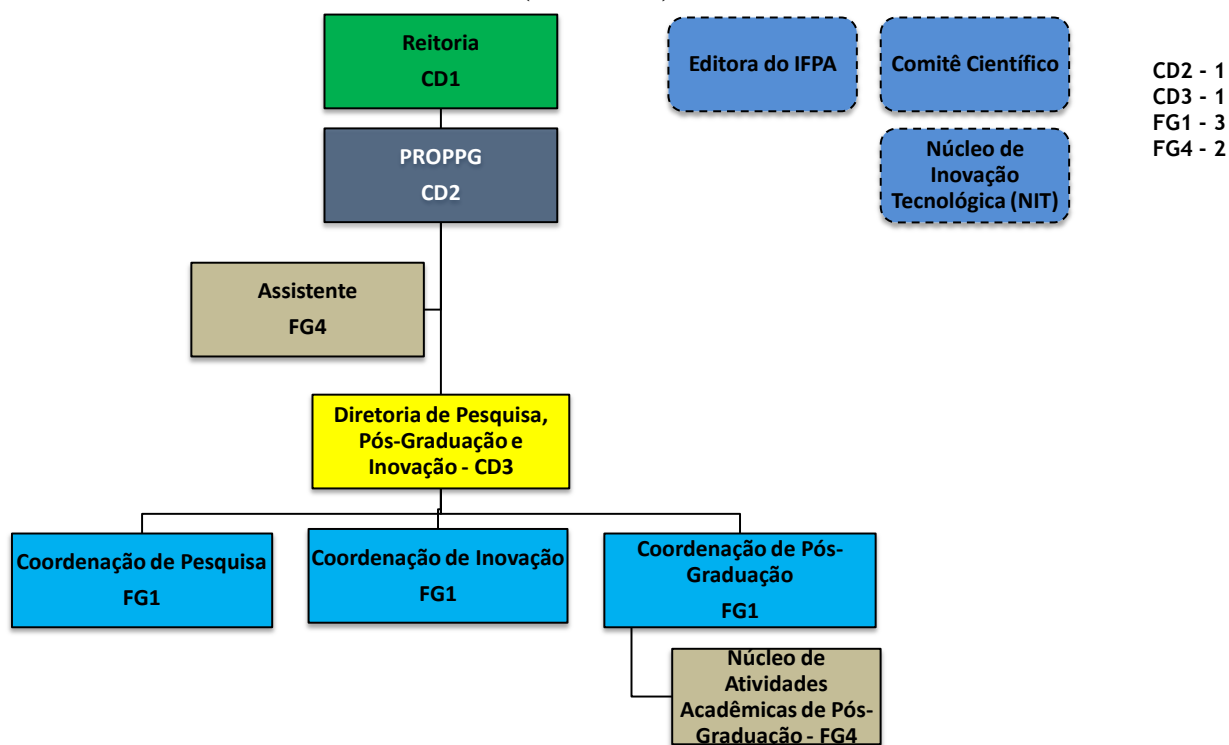 Reitoria
CD1
Editora do IFPA
Comitê Científico
CD2 - 1
CD3 - 1
FG1 - 3
FG4 - 2
PROPPG
CD2
Núcleo de
Inovação
Tecnológica (NIT)
Assistente
FG4
Diretoria de Pesquisa,
Pós-Graduação e
Inovação - CD3
Coordenação de Pesquisa
FG1
Coordenação de Inovação
FG1
Coordenação de Pós-
Graduação
FG1
Núcleo de
Atividades
Acadêmicas de Pós-
Graduação - FG4